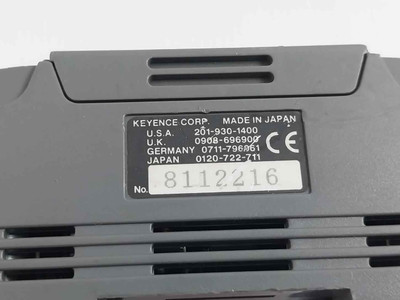 KEYENCE CORP. MADE IN JAPAN
U.S.A. 201-930-1400
U.K. 0908-696900
GERMANY 0711-796961
JAPAN 0120-722-711
CE
No. 8112216